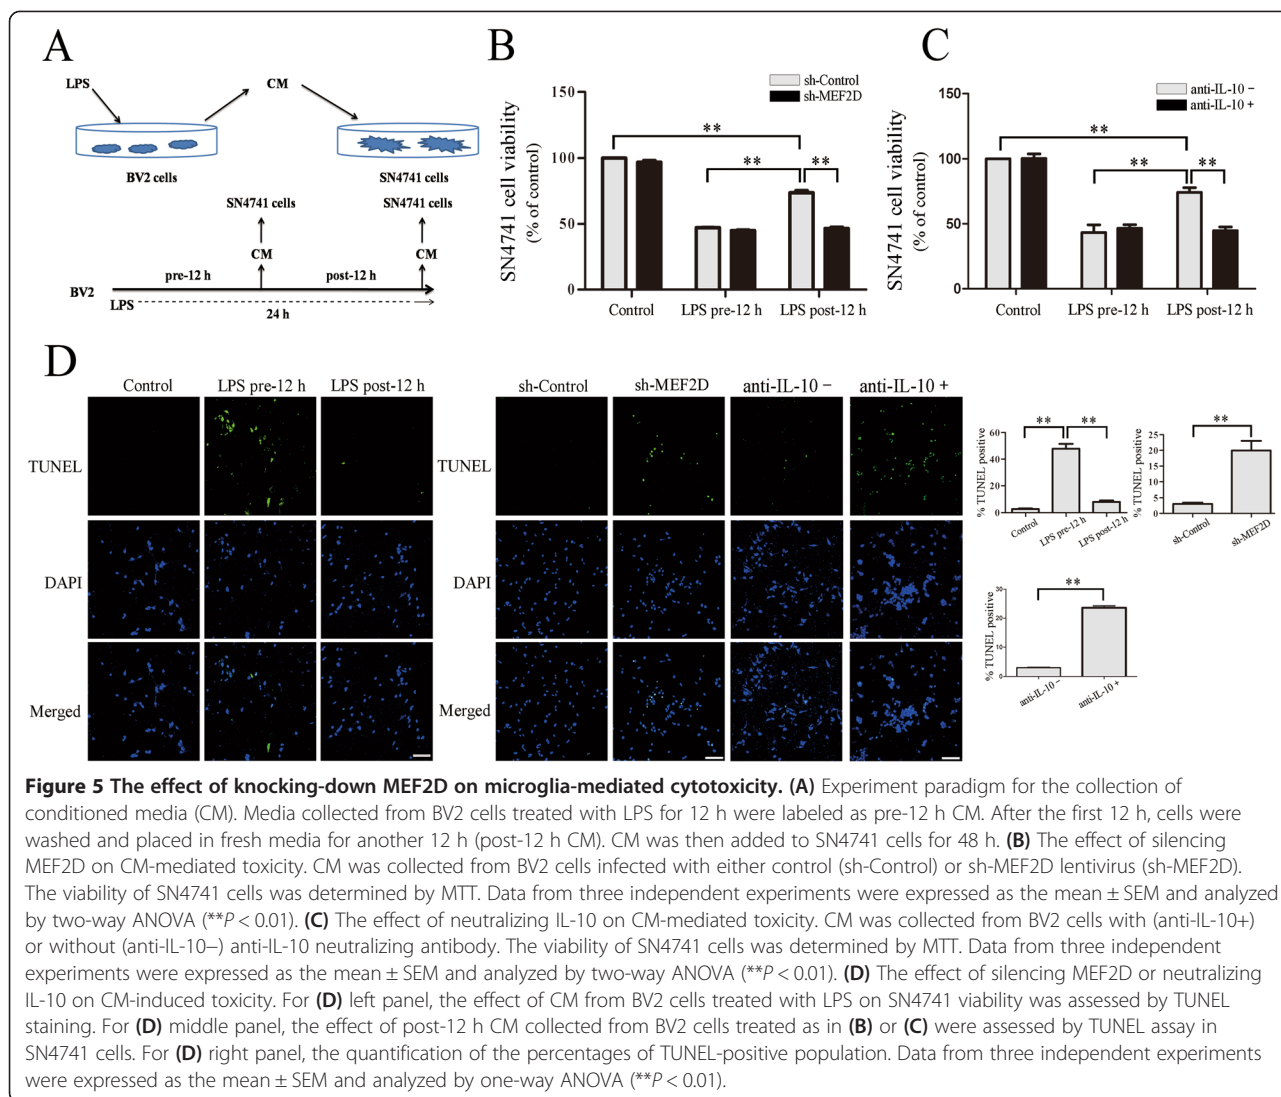 A
LPS
CM
BV2 cells
SN4741 cells
SN4741 cells
SN4741 cells
CM
CM
pre-12 h
post-12 h
BV2
LPS
24 h
B
sh-Control
sh-MEF2D
SN4741 cell viability
(% of control)
150
100
50
0
**
**
**
Control
LPS pre-12 h
LPS post-12 h
C
anti-IL-10 −
anti-IL-10 +
SN4741 cell viability
(% of control)
150
100
50
0
**
**
**
Control
LPS pre-12 h
LPS post-12 h
D
Control
LPS pre-12 h
LPS post-12 h
TUNEL
DAPI
Merged
sh-Control
sh-MEF2D
anti-IL-10 −
anti-IL-10 +
TUNEL
DAPI
Merged
% TUNEL positive
60
40
20
0
**
**
Control
LPS pre-12 h
LPS post-12 h
% TUNEL positive
25
20
15
10
5
0
**
sh-Control
sh-MEF2D
% TUNEL positive
30
20
10
0
**
anti-IL-10 −
anti-IL-10 +
Figure 5 The effect of knocking-down MEF2D on microglia-mediated cytotoxicity. (A) Experiment paradigm for the collection of
conditioned media (CM). Media collected from BV2 cells treated with LPS for 12 h were labeled as pre-12 h CM. After the first 12 h, cells were
washed and placed in fresh media for another 12 h (post-12 h CM). CM was then added to SN4741 cells for 48 h. (B) The effect of silencing
MEF2D on CM-mediated toxicity. CM was collected from BV2 cells infected with either control (sh-Control) or sh-MEF2D lentivirus (sh-MEF2D).
The viability of SN4741 cells was determined by MTT. Data from three independent experiments were expressed as the mean ± SEM and analyzed
by two-way ANOVA (**P < 0.01). (C) The effect of neutralizing IL-10 on CM-mediated toxicity. CM was collected from BV2 cells with (anti-IL-10+)
or without (anti-IL-10−) anti-IL-10 neutralizing antibody. The viability of SN4741 cells was determined by MTT. Data from three independent
experiments were expressed as the mean ± SEM and analyzed by two-way ANOVA (**P < 0.01). (D) The effect of silencing MEF2D or neutralizing
IL-10 on CM-induced toxicity. For (D) left panel, the effect of CM from BV2 cells treated with LPS on SN4741 viability was assessed by TUNEL
staining. For (D) middle panel, the effect of post-12 h CM collected from BV2 cells treated as in (B) or (C) were assessed by TUNEL assay in
SN4741 cells. For (D) right panel, the quantification of the percentages of TUNEL-positive population. Data from three independent experiments
were expressed as the mean ± SEM and analyzed by one-way ANOVA (**P < 0.01).